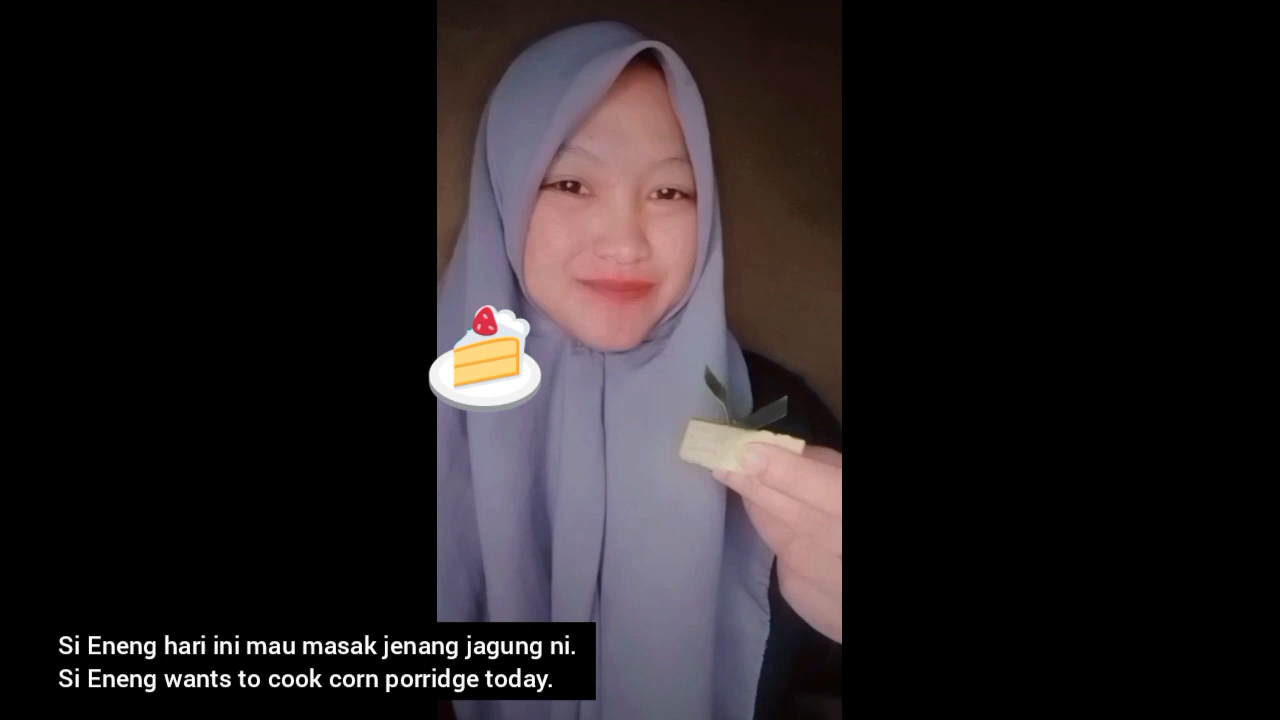 Si Eneng hari ini mau masak jenang jagung ni.
Si Eneng wants to cook corn porridge today.